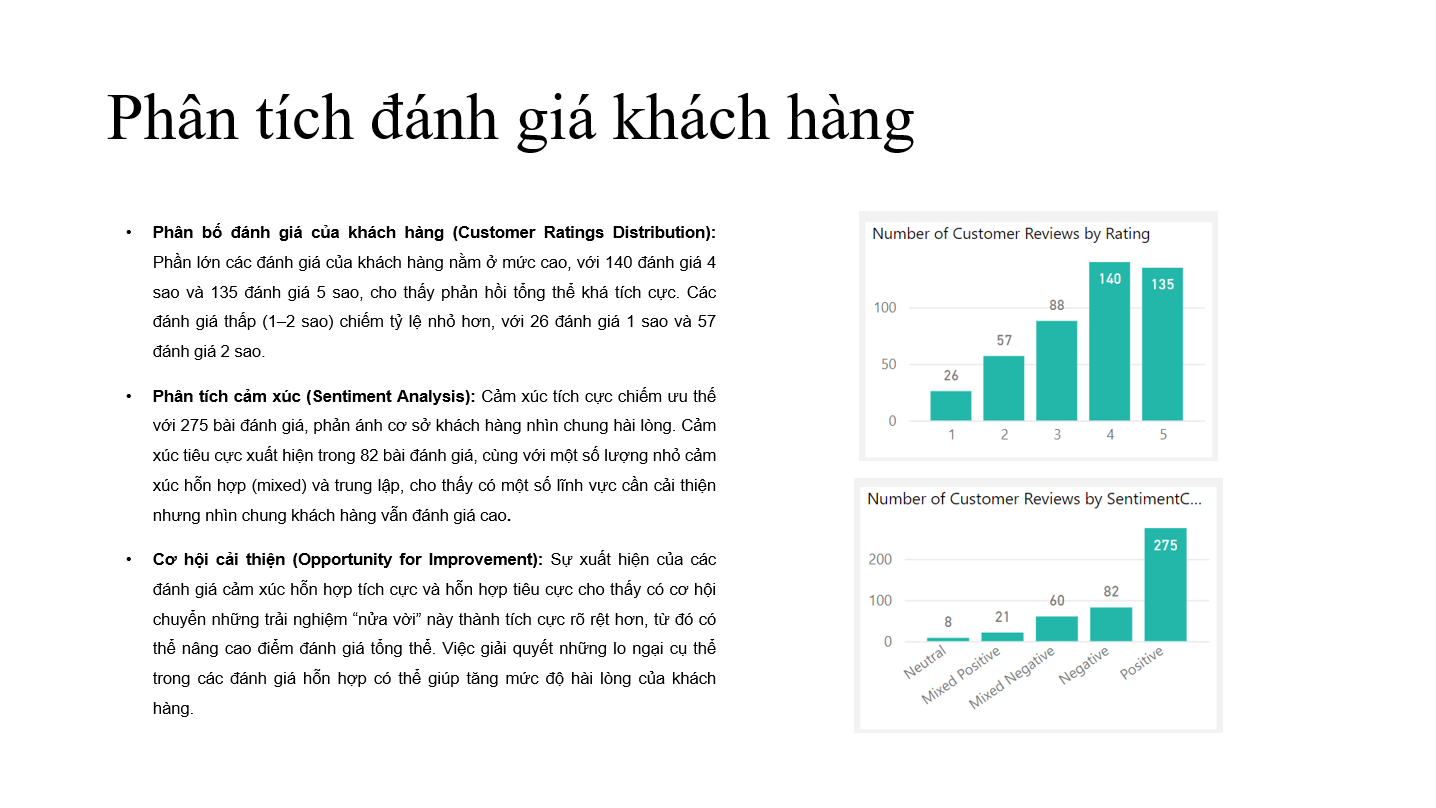 Phân tích đánh giá khách hàng
• Phân bố đánh giá của khách hàng (Customer Ratings Distribution):
Phần lớn các đánh giá của khách hàng nằm ở mức cao, với 140 đánh giá 4
sao và 135 đánh giá 5 sao, cho thấy phản hồi tổng thể khá tích cực. Các
đánh giá thấp (1–2 sao) chiếm tỷ lệ nhỏ hơn, với 26 đánh giá 1 sao và 57
đánh giá 2 sao.
• Phân tích cảm xúc (Sentiment Analysis): Cảm xúc tích cực chiếm ưu thế
với 275 bài đánh giá, phản ánh cơ sở khách hàng nhìn chung hài lòng. Cảm
xúc tiêu cực xuất hiện trong 82 bài đánh giá, cùng với một số lượng nhỏ cảm
xúc hỗn hợp (mixed) và trung lập, cho thấy có một số lĩnh vực cần cải thiện
nhưng nhìn chung khách hàng vẫn đánh giá cao.
• Cơ hội cải thiện (Opportunity for Improvement): Sự xuất hiện của các
đánh giá cảm xúc hỗn hợp tích cực và hỗn hợp tiêu cực cho thấy có cơ hội
chuyển những trải nghiệm “nửa vời” này thành tích cực rõ rệt hơn, từ đó có
thể nâng cao điểm đánh giá tổng thể. Việc giải quyết những lo ngại cụ thể
trong các đánh giá hỗn hợp có thể giúp tăng mức độ hài lòng của khách
hàng.
Number of Customer Reviews by Rating
140
135
100
88
57
50
26
0
1 2 3 4 5
Number of Customer Reviews by SentimentC...
275
200
100
82
60
21
8
0
Neutral
Mixed Positive
Mixed Negative
Negative
Positive